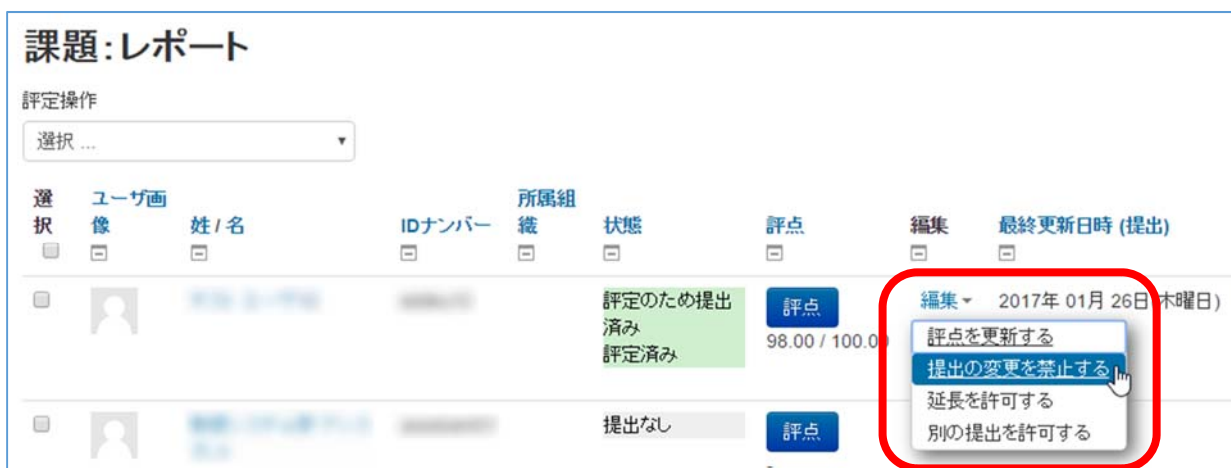 課題:レポート
評定操作
選択 ...
選択
ユーザ画像
姓 / 名
IDナンバー
所属組織
状態
評点
編集
最終更新日時 (提出)
評定のため提出済み
評定済み
評点
98.00 / 100.00
編集
2017年 01月 26日(木曜日)
評点を更新する
提出の変更を禁止する
延長を許可する
別の提出を許可する
提出なし
評点
-